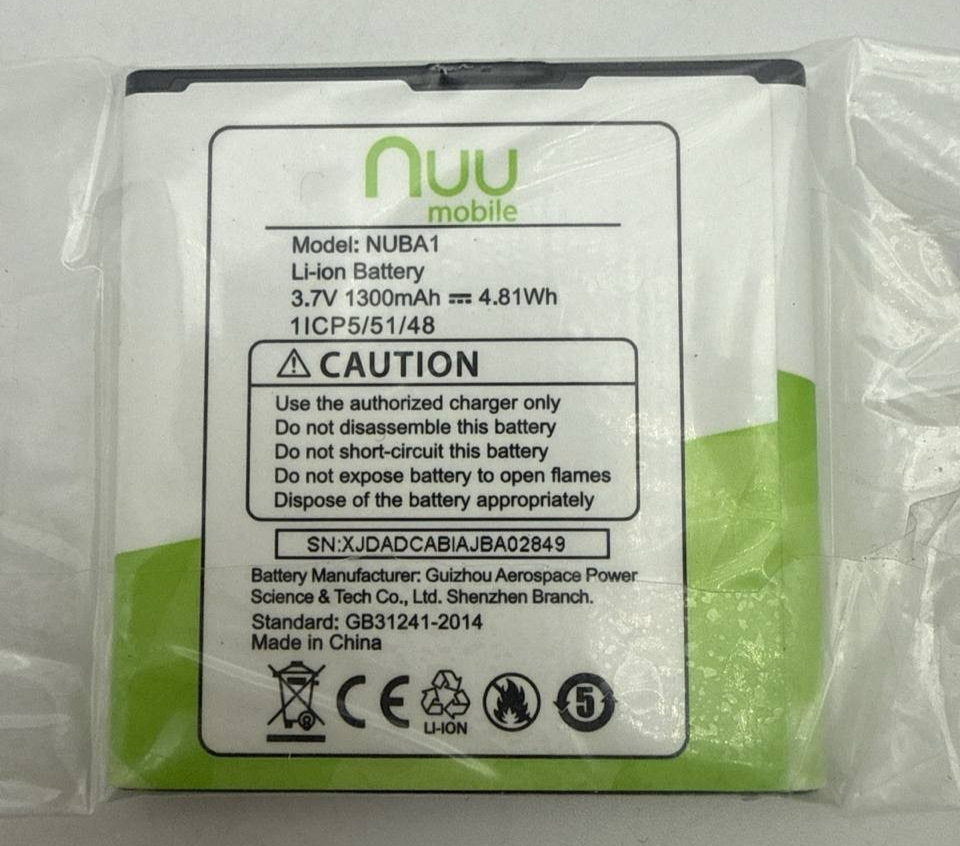 nuu
mobile
Model: NUBA1
Li-ion Battery
3.7V 1300mAh ⎓ 4.81Wh
1ICP5/51/48
⚠ CAUTION
Use the authorized charger only
Do not disassemble this battery
Do not short-circuit this battery
Do not expose battery to open flames
Dispose of the battery appropriately
SN:XJDADCABIAJBA02849
Battery Manufacturer: Guizhou Aerospace Power
Science & Tech Co., Ltd. Shenzhen Branch.
Standard: GB31241-2014
Made in China
CE
LI-ION
5